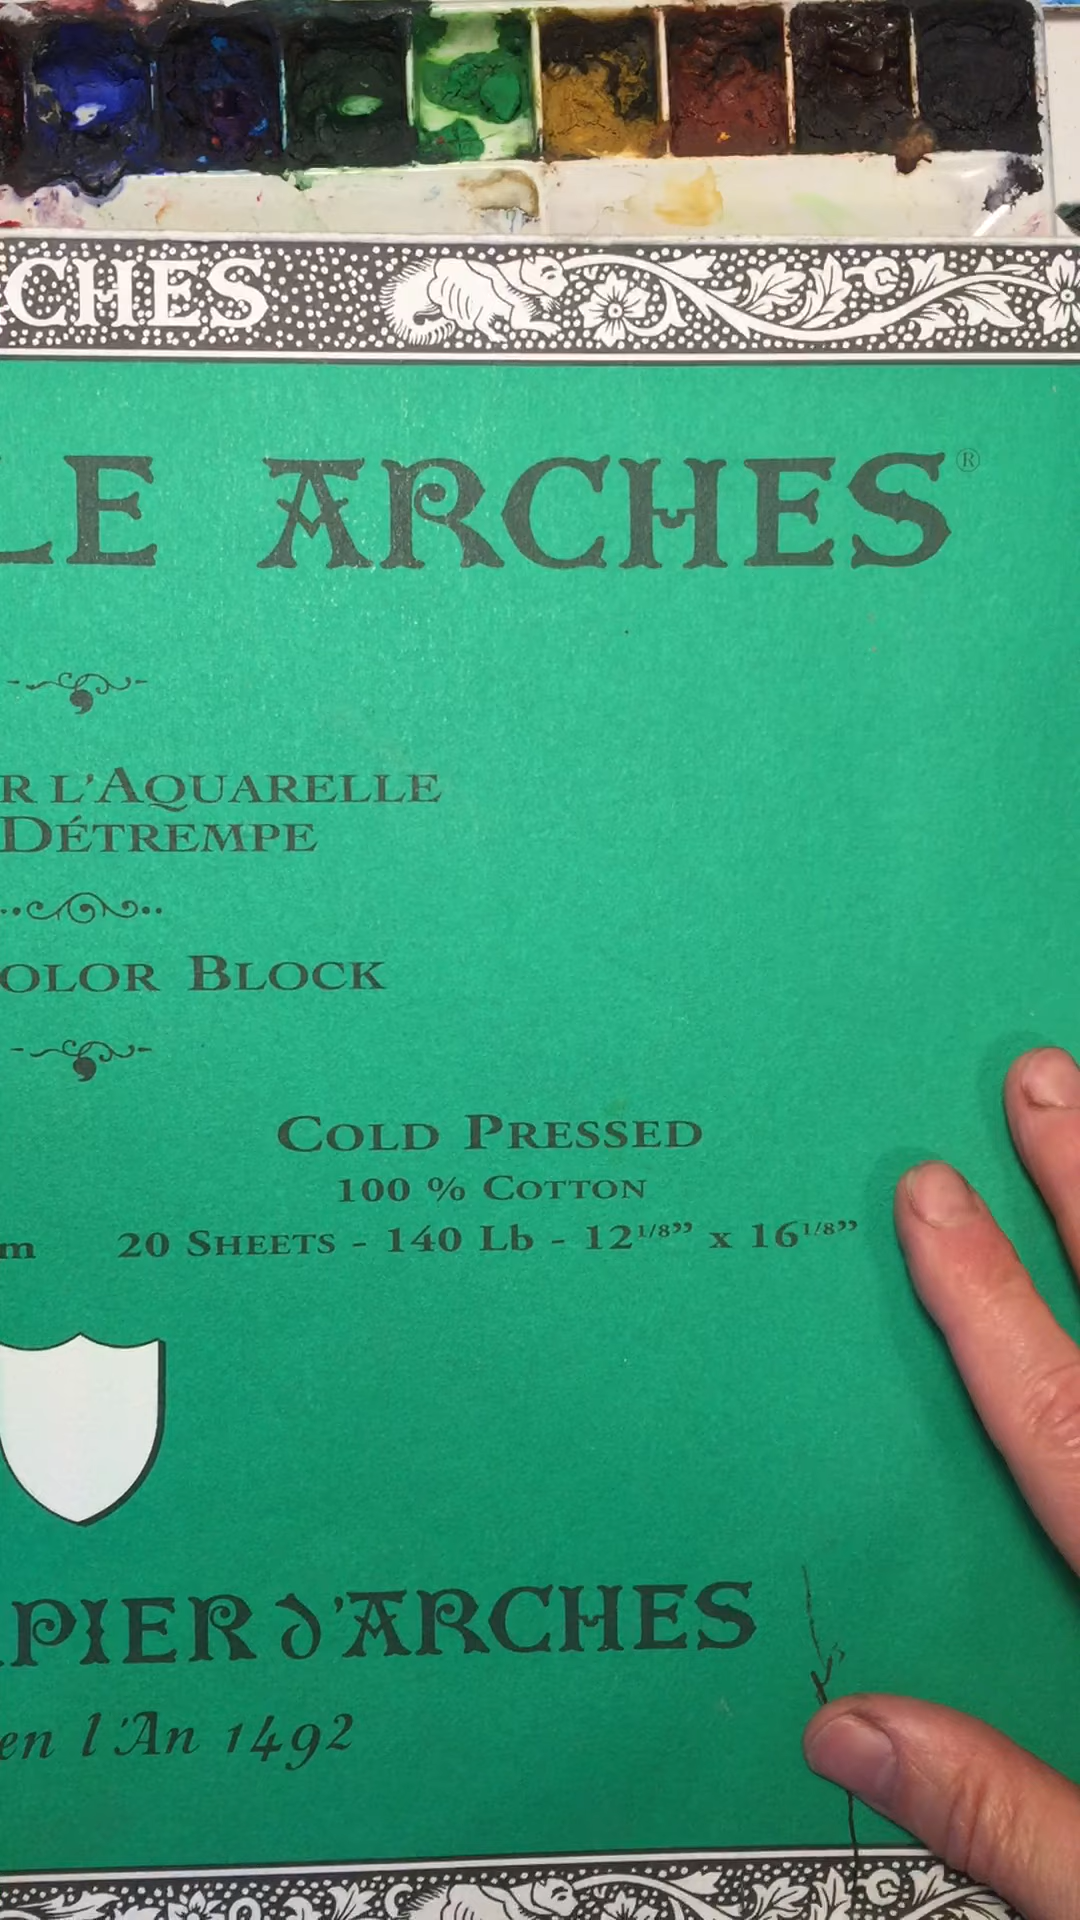 CHES
LE ARCHES®
R L'AQUARELLE
DÉTREMPE
OLOR BLOCK
COLD PRESSED
100 % COTTON
m 20 SHEETS - 140 Lb - 12 1/8” x 16 1/8”
PIER d'ARCHES
en l'An 1492